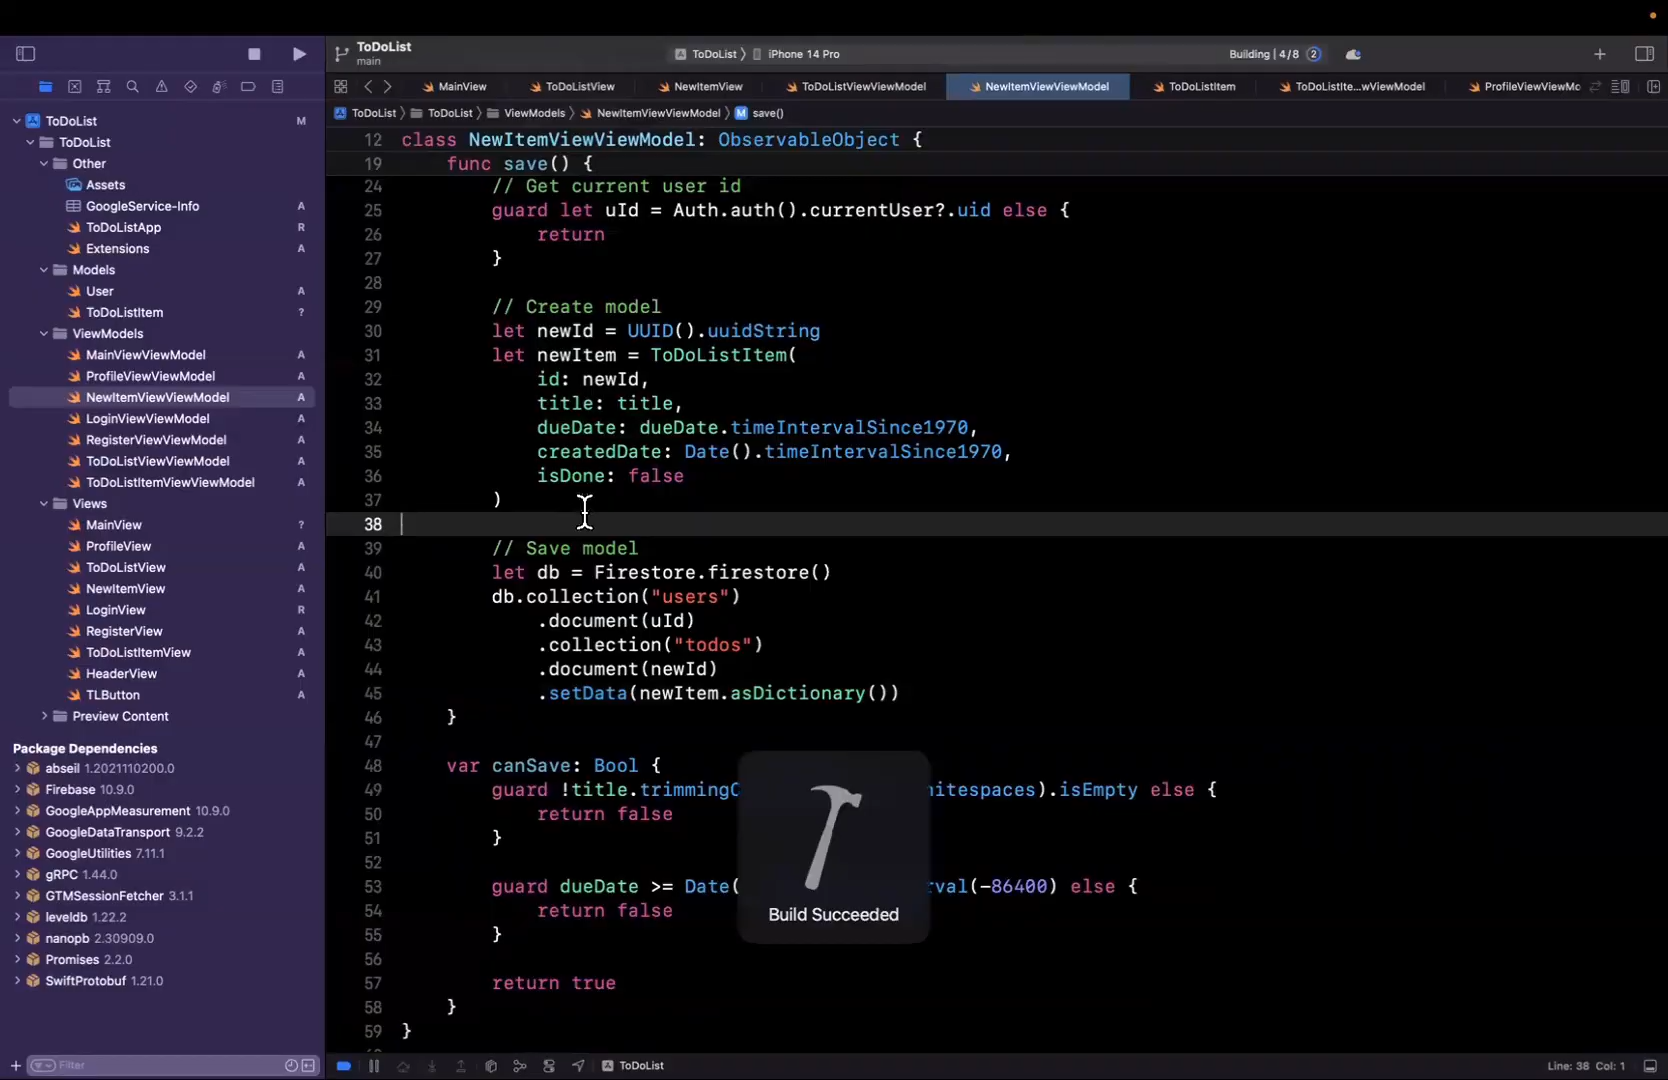 ToDoList
main
ToDoList
iPhone 14 Pro
Building | 4/8
2
MainView
ToDoListView
NewItemView
ToDoListViewViewModel
NewItemViewViewModel
ToDoListItem
ToDoListIte...wViewModel
ProfileViewViewMo
ToDoList
ToDoList
ViewModels
NewItemViewViewModel
M
save()
ToDoList
M
ToDoList
Other
Assets
GoogleService-Info
A
ToDoListApp
R
Extensions
A
Models
User
A
ToDoListItem
?
ViewModels
MainViewViewModel
A
ProfileViewViewModel
A
NewItemViewViewModel
A
LoginViewViewModel
A
RegisterViewViewModel
A
ToDoListViewViewModel
A
ToDoListItemViewViewModel
A
Views
MainView
?
ProfileView
A
ToDoListView
A
NewItemView
A
LoginView
R
RegisterView
A
ToDoListItemView
A
HeaderView
A
TLButton
A
Preview Content
Package Dependencies
abseil 1.2021110200.0
Firebase 10.9.0
GoogleAppMeasurement 10.9.0
GoogleDataTransport 9.2.2
GoogleUtilities 7.11.1
gRPC 1.44.0
GTMSessionFetcher 3.1.1
leveldb 1.22.2
nanopb 2.30909.0
Promises 2.2.0
SwiftProtobuf 1.21.0
Filter
12 class NewItemViewViewModel: ObservableObject {
19 func save() {
24 // Get current user id
25 guard let uId = Auth.auth().currentUser?.uid else {
26 return
27 }
28
29 // Create model
30 let newId = UUID().uuidString
31 let newItem = ToDoListItem(
32 id: newId,
33 title: title,
34 dueDate: dueDate.timeIntervalSince1970,
35 createdDate: Date().timeIntervalSince1970,
36 isDone: false
37 )
38
39 // Save model
40 let db = Firestore.firestore()
41 db.collection("users")
42 .document(uId)
43 .collection("todos")
44 .document(newId)
45 .setData(newItem.asDictionary())
46 }
47
48 var canSave: Bool {
49 guard !title.trimmingC hitespaces).isEmpty else {
50 return false
51 }
52
53 guard dueDate >= Date( rval(-86400) else {
54 return false
55 }
56
57 return true
58 }
59 }
Build Succeeded
ToDoList
Line: 38 Col: 1